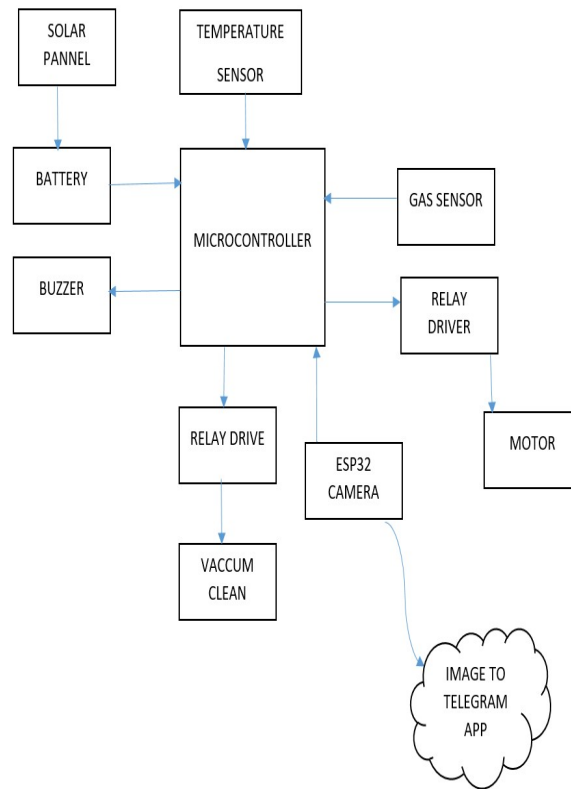 SOLAR
PANNEL
TEMPERATURE
SENSOR
BATTERY
MICROCONTROLLER
GAS SENSOR
BUZZER
RELAY
DRIVER
RELAY DRIVE
ESP32
CAMERA
MOTOR
VACCUM
CLEAN
IMAGE TO
TELEGRAM
APP